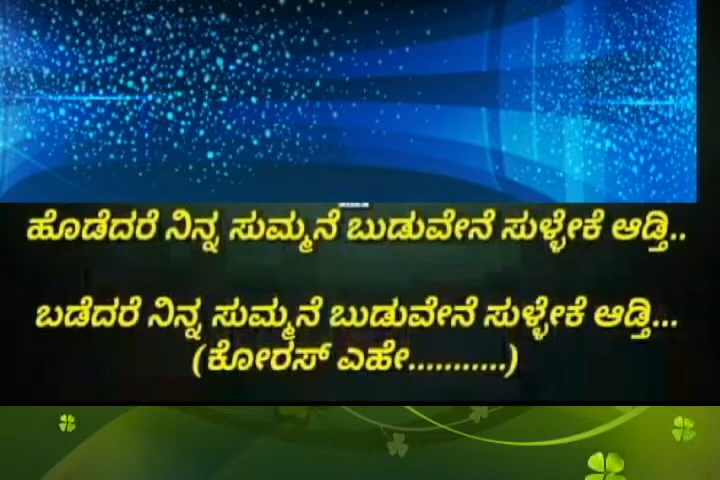 ಹೊಡೆದರೆ ನಿನ್ನ ಸುಮ್ಮನೆ ಬುಡುವೇನೆ ಸುಳ್ಳೇಕೆ ಆಡ್ತಿ..
ಬಡೆದರೆ ನಿನ್ನ ಸುಮ್ಮನೆ ಬುಡುವೇನೆ ಸುಳ್ಳೇಕೆ ಆಡ್ತಿ...
(ಕೋರಸ್ ಎಹೇ...........)